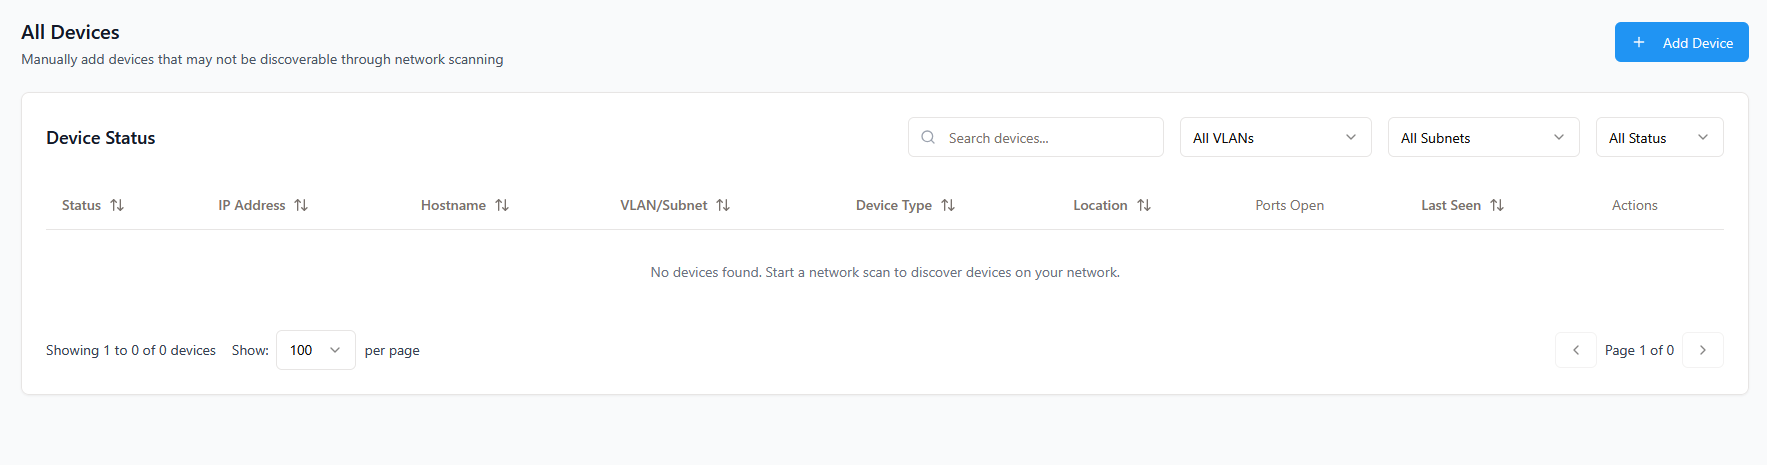 All Devices
Manually add devices that may not be discoverable through network scanning
Add Device
Device Status
Search devices...
All VLANs
All Subnets
All Status
Status IP Address Hostname VLAN/Subnet Device Type Location Ports Open Last Seen Actions
No devices found. Start a network scan to discover devices on your network.
Showing 1 to 0 of 0 devices Show: 100 per page
Page 1 of 0